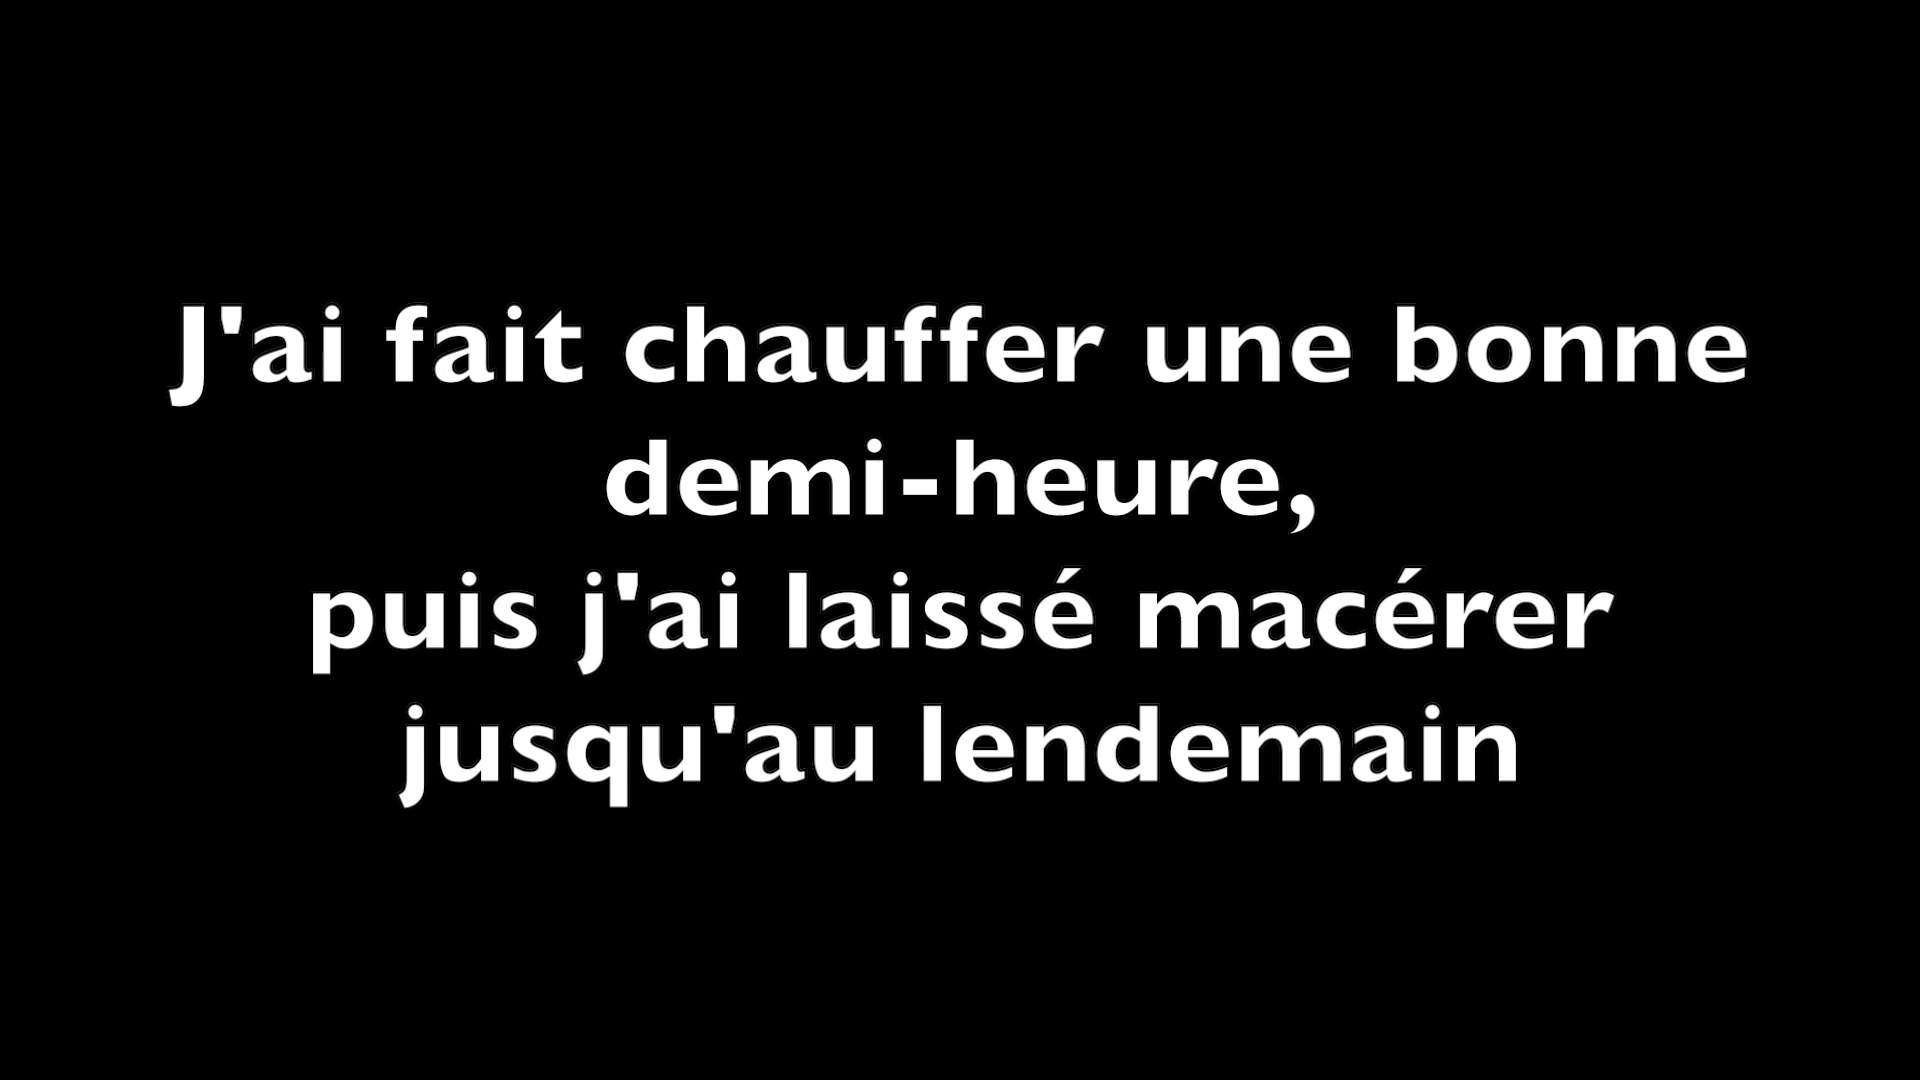 J'ai fait chauffer une bonne
demi-heure,
puis j'ai laissé macérer
jusqu'au lendemain